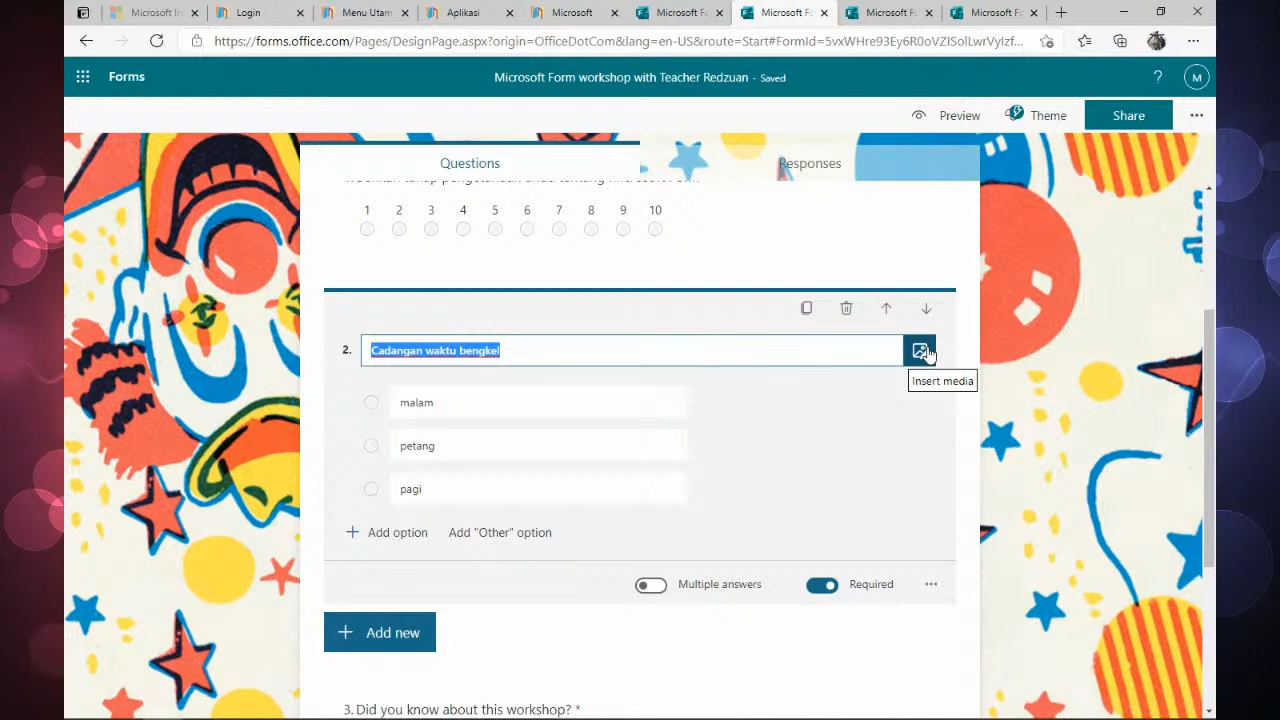 Microsoft In
Login
Menu Utam
Aplikasi
Microsoft
Microsoft Fo
Microsoft Fo
Microsoft Fo
Microsoft Fo
https://forms.office.com/Pages/DesignPage.aspx?origin=OfficeDotCom&lang=en-US&route=Start#FormId=5vxWHre93Ey6R0oVZISolLwrVyIzf...
Forms
Microsoft Form workshop with Teacher Redzuan - Saved
? M
Preview
Theme
Share
Questions
Responses
1 2 3 4 5 6 7 8 9 10
2. Cadangan waktu bengkel
Insert media
malam
petang
pagi
Add option
Add "Other" option
Multiple answers
Required
Add new
3. Did you know about this workshop? *